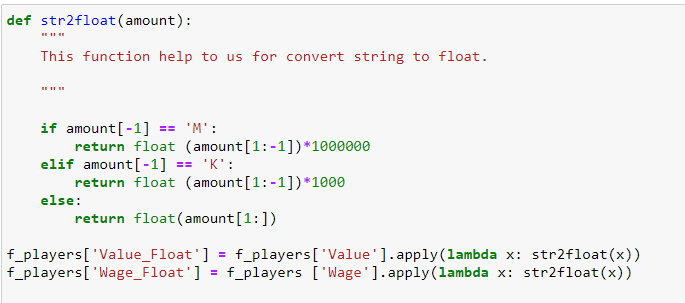 def str2float(amount):
    """
    This function help to us for convert string to float.
    """
    if amount[-1] == 'M':
        return float (amount[1:-1])*1000000
    elif amount[-1] == 'K':
        return float (amount[1:-1])*1000
    else:
        return float(amount[1:])
f_players['Value_Float'] = f_players['Value'].apply(lambda x: str2float(x))
f_players['Wage_Float'] = f_players ['Wage'].apply(lambda x: str2float(x))